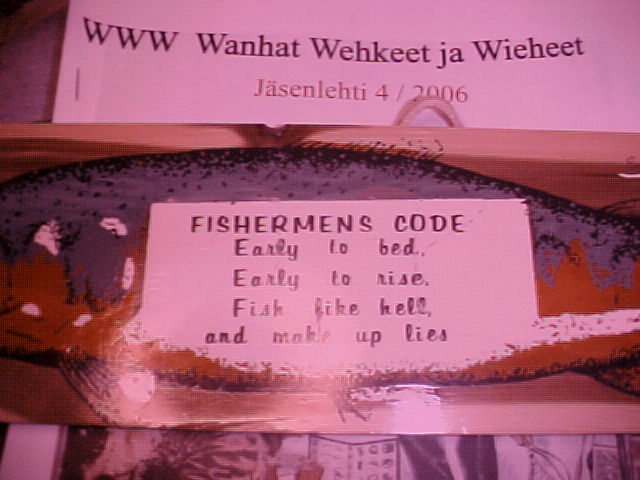 WWW Wanhat Wehkeet ja Wieheet
Jäsenlehti 4 / 2006
FISHERMENS CODE
Early to bed,
Early to rise,
Fish like hell,
and make up lies